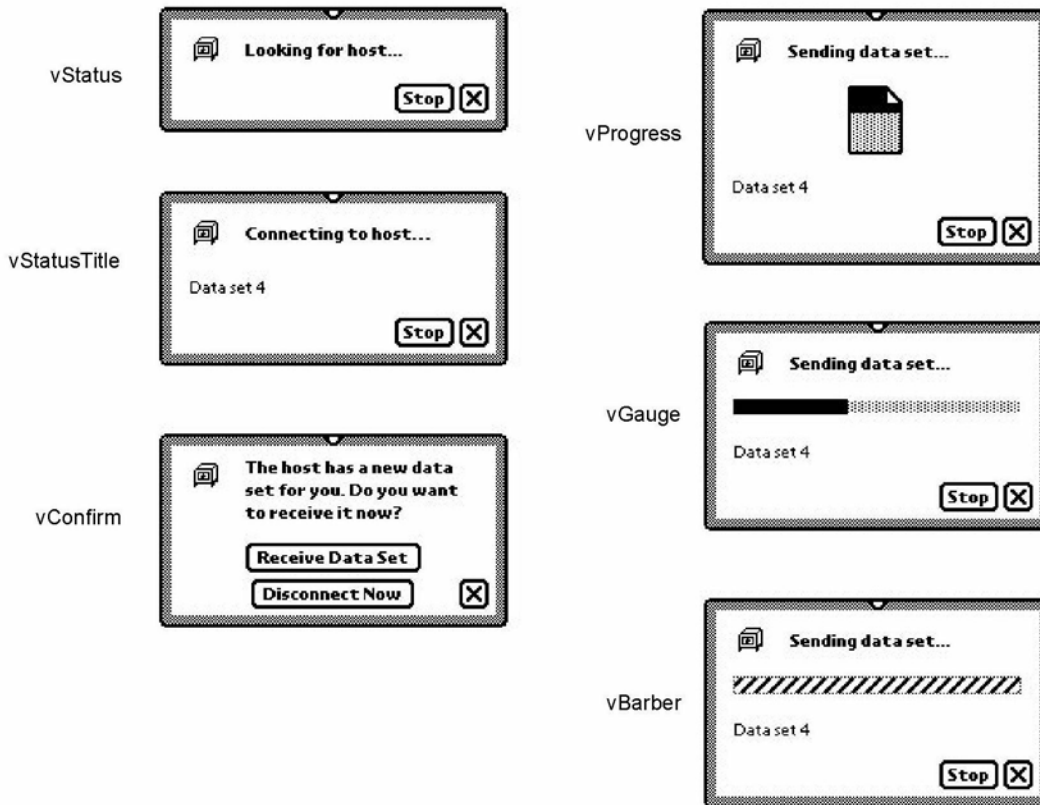 vStatus
Looking for host...
Stop
vStatusTitle
Connecting to host...
Data set 4
Stop
vConfirm
The host has a new data
set for you. Do you want
to receive it now?
Receive Data Set
Disconnect Now
vProgress
Sending data set...
Data set 4
Stop
vGauge
Sending data set...
Data set 4
Stop
vBarber
Sending data set...
Data set 4
Stop